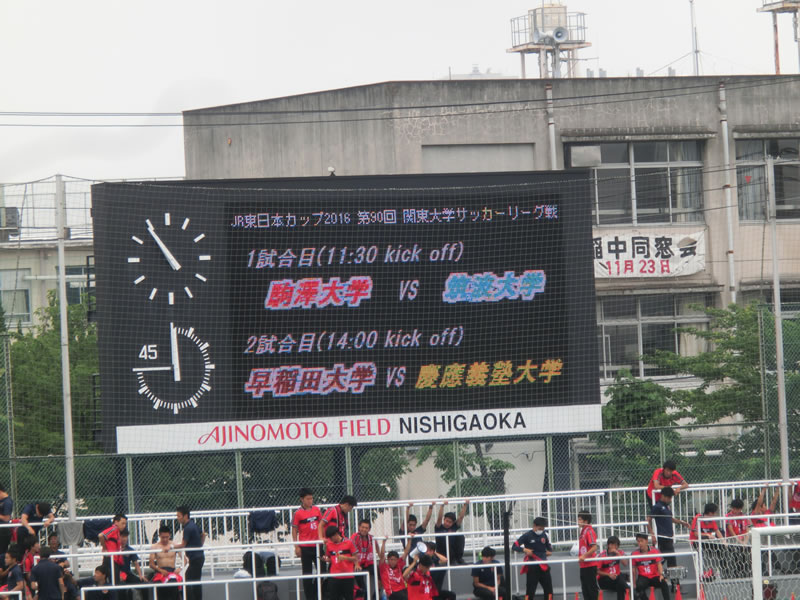 JR東日本カップ2016 第90回 関東大学サッカーリーグ戦
1試合目(11:30 kick off)
駒澤大学 VS 筑波大学
2試合目(14:00 kick off)
早稲田大学 VS 慶應義塾大学
45
AJINOMOTO FIELD NISHIGAOKA
稲中同窓会
11月23日